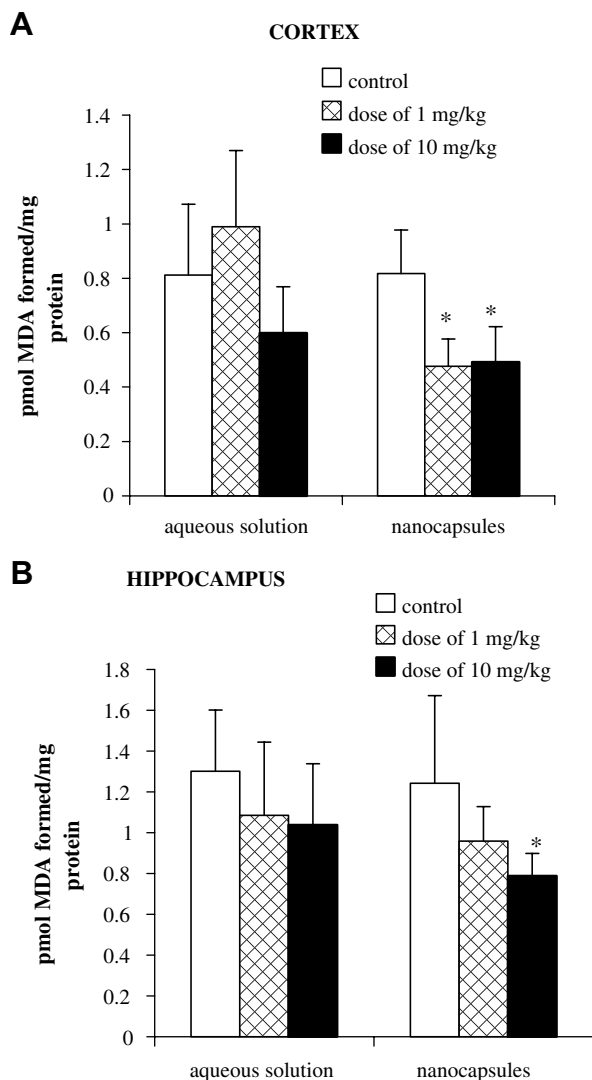 A
CORTEX
control
dose of 1 mg/kg
dose of 10 mg/kg
1.4
1.2
1
0.8
0.6
0.4
0.2
0
pmol MDA formed/mg
protein
*
*
aqueous solution
nanocapsules
B
HIPPOCAMPUS
control
dose of 1 mg/kg
dose of 10 mg/kg
1.8
1.6
1.4
1.2
1
0.8
0.6
0.4
0.2
0
pmol MDA formed/mg
protein
*
aqueous solution
nanocapsules